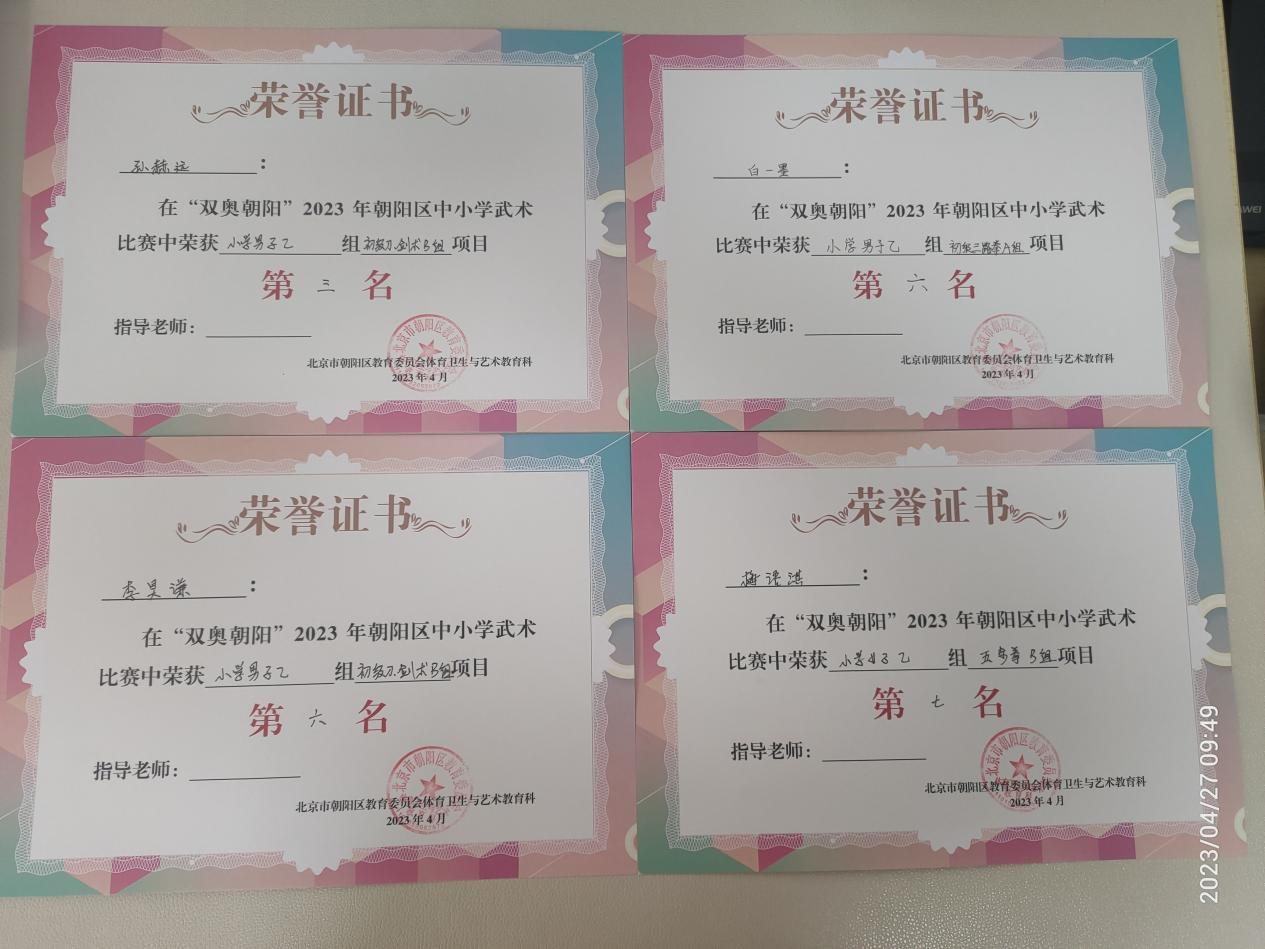 荣誉证书
孙赫远：
在“双奥朝阳”2023 年朝阳区中小学武术
比赛中荣获小学男子乙组初级刀.剑术B组项目
第 三 名
指导老师：
北京市朝阳区教育委员会体育卫生与艺术教育科
2023 年 4 月
荣誉证书
白一墨：
在“双奥朝阳”2023 年朝阳区中小学武术
比赛中荣获小学男子乙组初级三路拳A组项目
第 六 名
指导老师：
北京市朝阳区教育委员会体育卫生与艺术教育科
2023 年 4 月
荣誉证书
李昊谦：
在“双奥朝阳”2023 年朝阳区中小学武术
比赛中荣获小学男子乙组初级刀.剑术B组项目
第 六 名
指导老师：
北京市朝阳区教育委员会体育卫生与艺术教育科
2023 年 4 月
荣誉证书
梅淇：
在“双奥朝阳”2023 年朝阳区中小学武术
比赛中荣获小学女子乙组五步拳B组项目
第 七 名
指导老师：
北京市朝阳区教育委员会体育卫生与艺术教育科
2023 年 4 月
2023/04/27 09:49